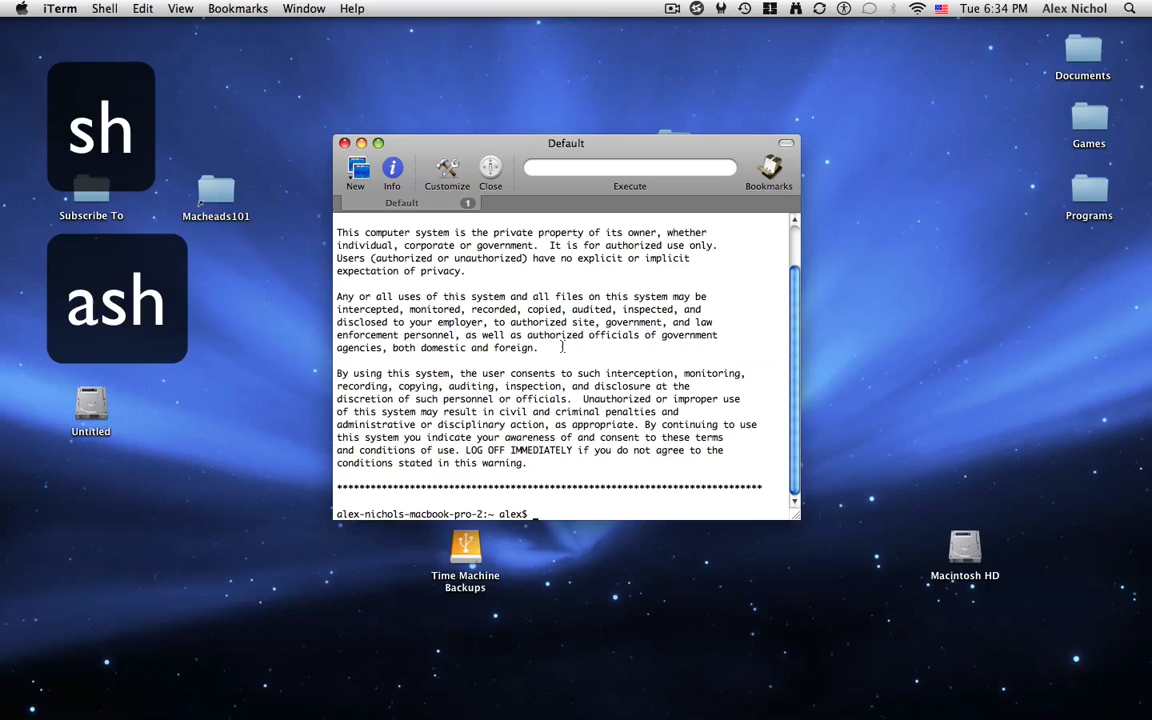 iTerm Shell Edit View Bookmarks Window Help Tue 6:34 PM Alex Nichol
Documents
sh
Games
Subscribe To Macheads101 Programs
ash
Untitled
Default
New Info Customize Close Execute Bookmarks
Default 1
This computer system is the private property of its owner, whether
individual, corporate or government.  It is for authorized use only.
Users (authorized or unauthorized) have no explicit or implicit
expectation of privacy.
Any or all uses of this system and all files on this system may be
intercepted, monitored, recorded, copied, audited, inspected, and
disclosed to your employer, to authorized site, government, and law
enforcement personnel, as well as authorized officials of government
agencies, both domestic and foreign.
By using this system, the user consents to such interception, monitoring,
recording, copying, auditing, inspection, and disclosure at the
discretion of such personnel or officials.  Unauthorized or improper use
of this system may result in civil and criminal penalties and
administrative or disciplinary action, as appropriate. By continuing to use
this system you indicate your awareness of and consent to these terms
and conditions of use. LOG OFF IMMEDIATELY if you do not agree to the
conditions stated in this warning.
****************************************************************************
alex-nichols-macbook-pro-2:~ alex$ _
Time Machine
Backups
Macintosh HD